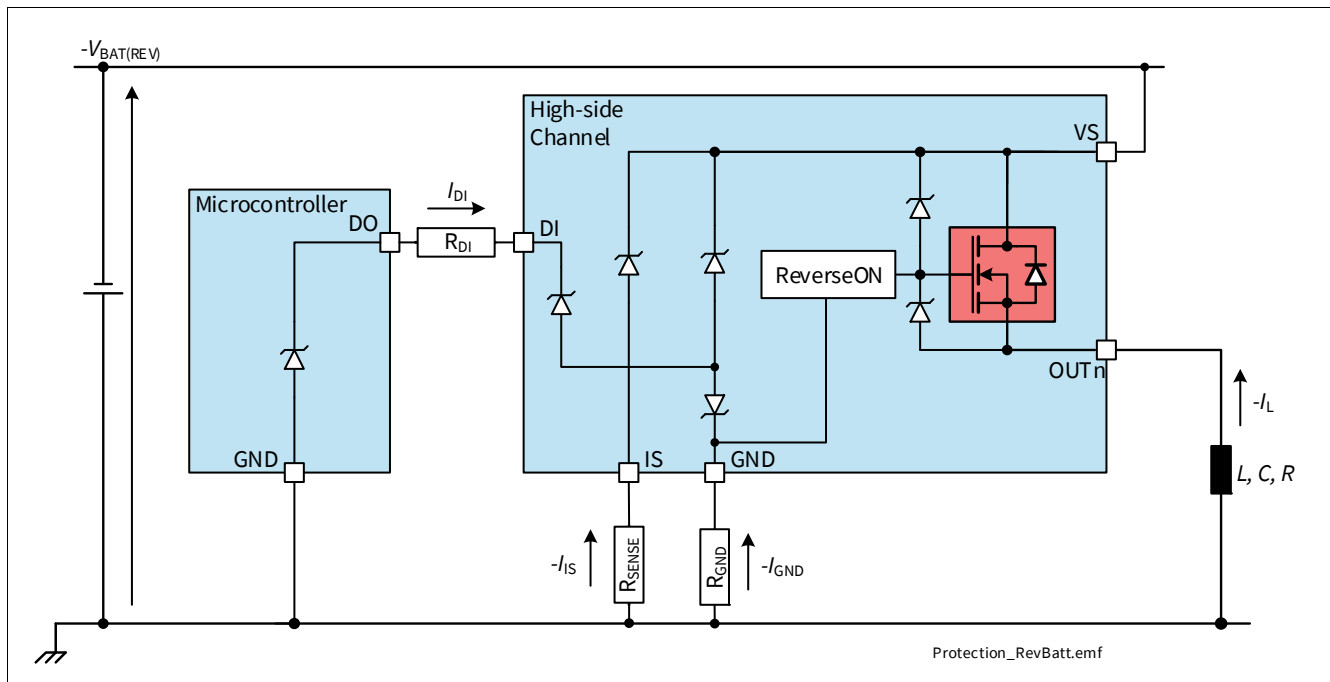 -VBAT(REV)
High-side
Channel
VS
Microcontroller
DO
IDI
RDI
DI
ReverseON
OUTn
-IL
GND
IS
GND
L, C, R
-IIS
RSENSE
RGND
-IGND
Protection_RevBatt.emf